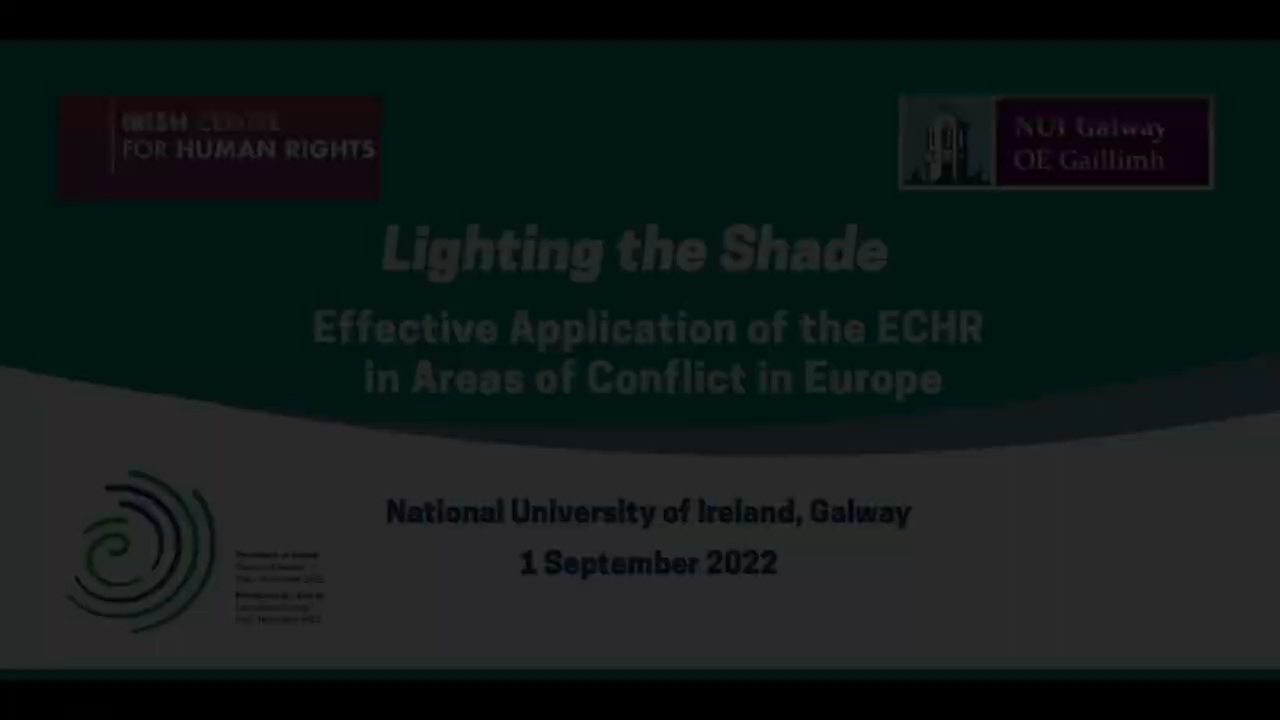 IRISH CENTRE
FOR HUMAN RIGHTS
NUI Galway
OÉ Gaillimh
Lighting the Shade
Effective Application of the ECHR
in Areas of Conflict in Europe
National University of Ireland, Galway
1 September 2022